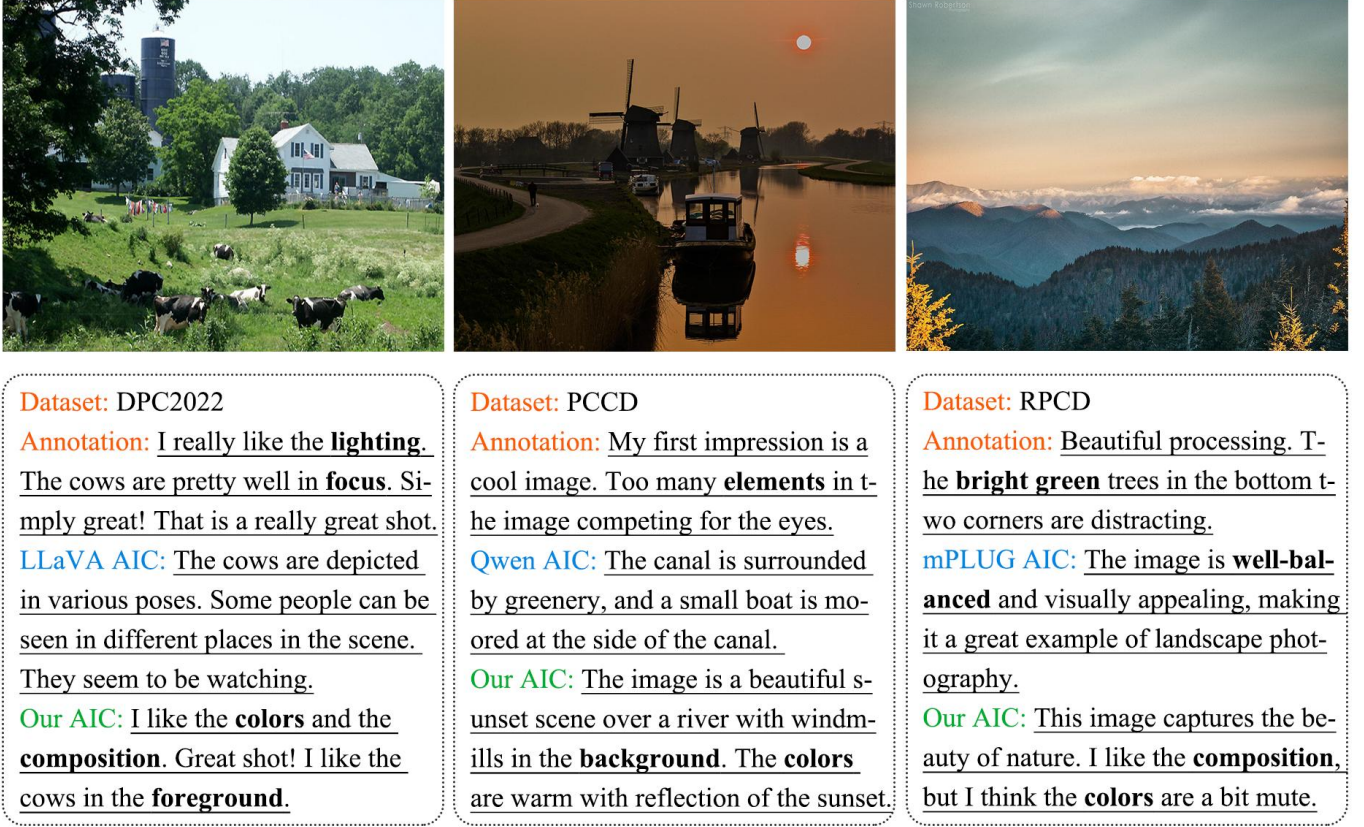 Shawn Robertson
Dataset: DPC2022
Annotation: I really like the lighting.
The cows are pretty well in focus. Si-
mply great! That is a really great shot.
LLaVA AIC: The cows are depicted
in various poses. Some people can be
seen in different places in the scene.
They seem to be watching.
Our AIC: I like the colors and the
composition. Great shot! I like the
cows in the foreground.
Dataset: PCCD
Annotation: My first impression is a
cool image. Too many elements in t-
he image competing for the eyes.
Qwen AIC: The canal is surrounded
by greenery, and a small boat is mo-
ored at the side of the canal.
Our AIC: The image is a beautiful s-
unset scene over a river with windm-
ills in the background. The colors
are warm with reflection of the sunset.
Dataset: RPCD
Annotation: Beautiful processing. T-
he bright green trees in the bottom t-
wo corners are distracting.
mPLUG AIC: The image is well-bal-
anced and visually appealing, making
it a great example of landscape phot-
ography.
Our AIC: This image captures the be-
auty of nature. I like the composition,
but I think the colors are a bit mute.